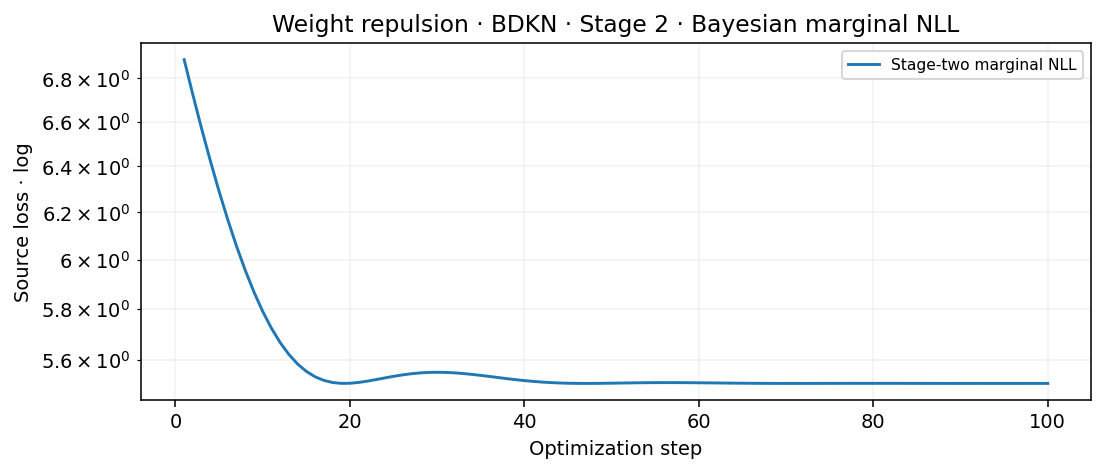 Weight repulsion · BDKN · Stage 2 · Bayesian marginal NLL
Stage-two marginal NLL
Source loss · log
6.8 × 10⁰
6.6 × 10⁰
6.4 × 10⁰
6.2 × 10⁰
6 × 10⁰
5.8 × 10⁰
5.6 × 10⁰
0 20 40 60 80 100
Optimization step